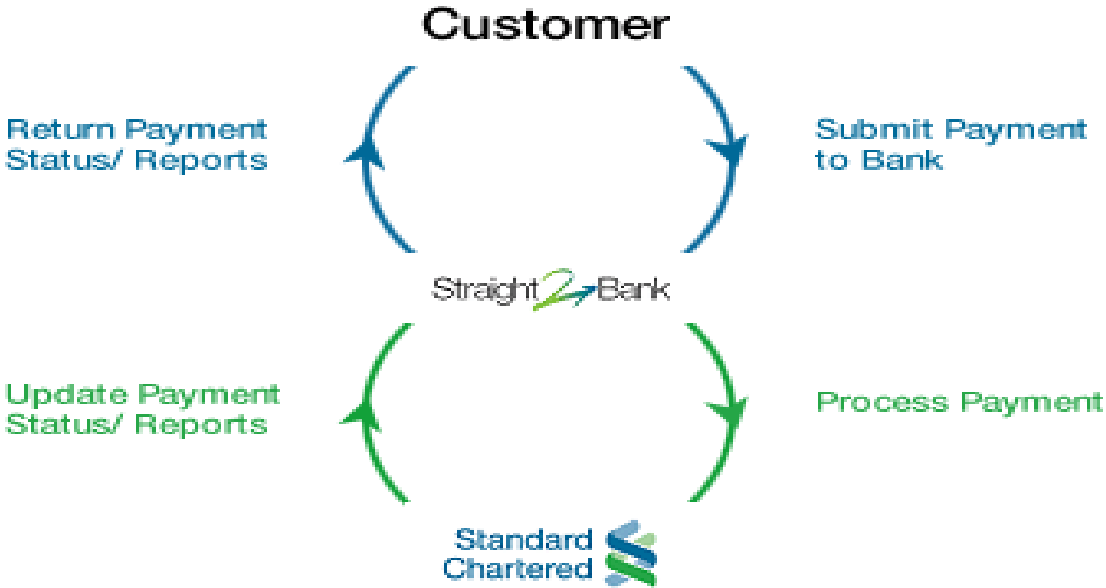 Customer
Return Payment
Status/ Reports
Submit Payment
to Bank
Straight2Bank
Update Payment
Status/ Reports
Process Payment
Standard
Chartered